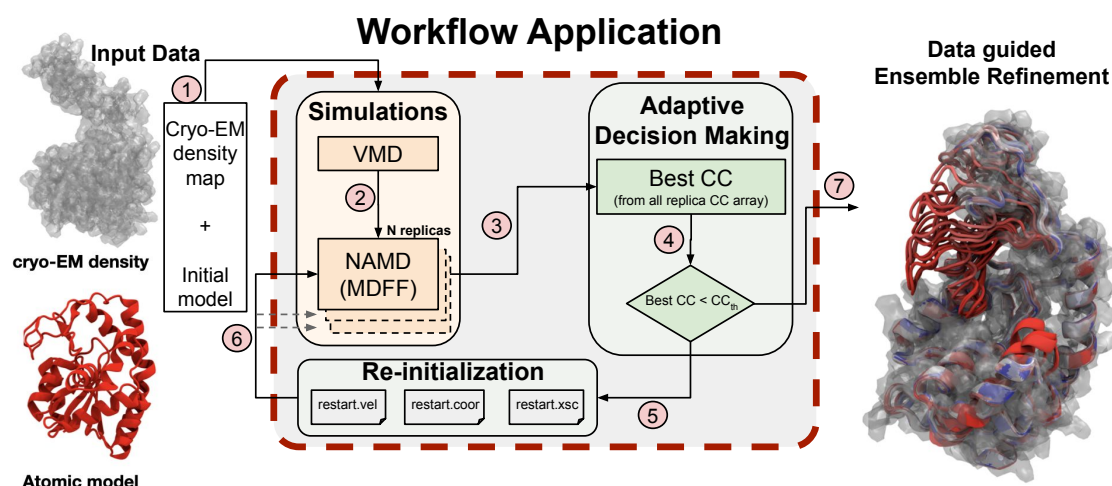 Workflow Application
Input Data
1
Cryo-EM
density
map
+
Initial
model
cryo-EM density
Atomic model
Simulations
VMD
2
N replicas
NAMD
(MDFF)
3
Adaptive
Decision Making
Best CC
(from all replica CC array)
4
Best CC < CCth
5
Re-initialization
restart.vel
restart.coor
restart.xsc
6
7
Data guided
Ensemble Refinement